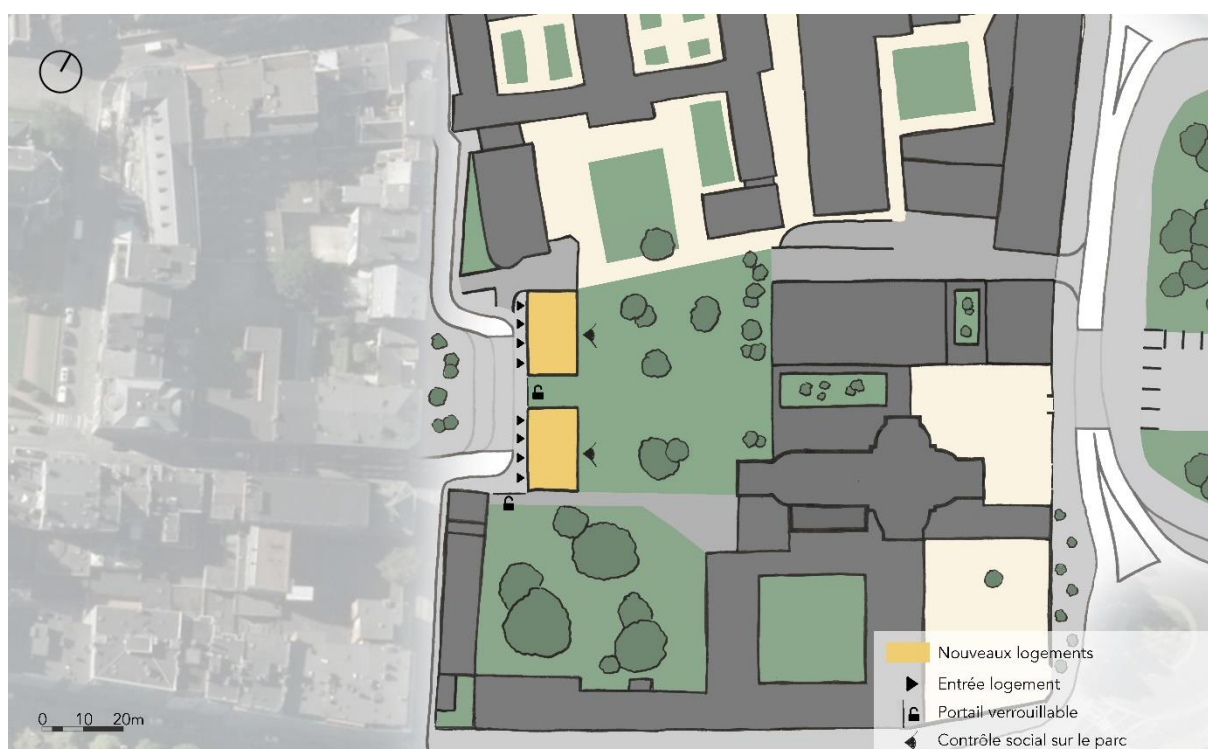 Nouveaux logements
Entrée logement
Portail verrouillable
Contrôle social sur le parc
0 10 20m